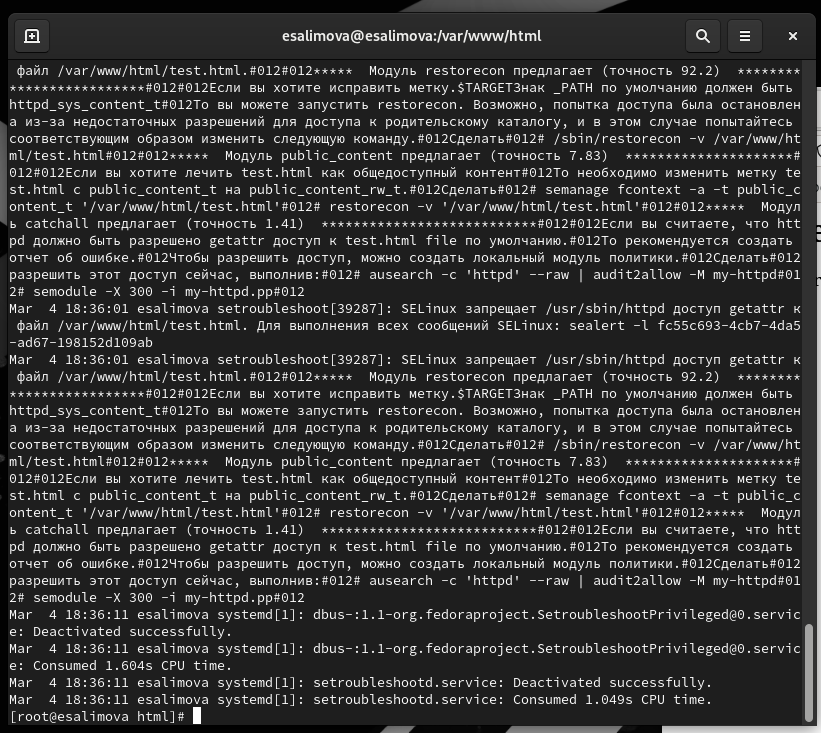 esalimova@esalimova:/var/www/html
файл /var/www/html/test.html.#012#012*****  Модуль restorecon предлагает (точность 92.2)  ********
*****************#012#012Если вы хотите исправить метку.$TARGETЗнак _PATH по умолчанию должен быть
httpd_sys_content_t#012То вы можете запустить restorecon. Возможно, попытка доступа была остановлен
а из-за недостаточных разрешений для доступа к родительскому каталогу, и в этом случае попытайтесь
соответствующим образом изменить следующую команду.#012Сделать#012# /sbin/restorecon -v /var/www/ht
ml/test.html#012#012*****  Модуль public_content предлагает (точность 7.83)  *********************#
012#012Если вы хотите лечить test.html как общедоступный контент#012То необходимо изменить метку te
st.html с public_content_t на public_content_rw_t.#012Сделать#012# semanage fcontext -a -t public_c
ontent_t '/var/www/html/test.html'#012# restorecon -v '/var/www/html/test.html'#012#012*****  Модул
ь catchall предлагает (точность 1.41)  **************************#012#012Если вы считаете, что htt
pd должно быть разрешено getattr доступ к test.html file по умолчанию.#012То рекомендуется создать
отчет об ошибке.#012Чтобы разрешить доступ, можно создать локальный модуль политики.#012Сделать#012
разрешить этот доступ сейчас, выполнив:#012# ausearch -c 'httpd' --raw | audit2allow -M my-httpd#01
2# semodule -X 300 -i my-httpd.pp#012
Mar  4 18:36:01 esalimova setroubleshoot[39287]: SELinux запрещает /usr/sbin/httpd доступ getattr к
файл /var/www/html/test.html. Для выполнения всех сообщений SELinux: sealert -l fc55c693-4cb7-4da5
-ad67-198152d109ab
Mar  4 18:36:01 esalimova setroubleshoot[39287]: SELinux запрещает /usr/sbin/httpd доступ getattr к
файл /var/www/html/test.html.#012#012*****  Модуль restorecon предлагает (точность 92.2)  ********
*****************#012#012Если вы хотите исправить метку.$TARGETЗнак _PATH по умолчанию должен быть
httpd_sys_content_t#012То вы можете запустить restorecon. Возможно, попытка доступа была остановлен
а из-за недостаточных разрешений для доступа к родительскому каталогу, и в этом случае попытайтесь
соответствующим образом изменить следующую команду.#012Сделать#012# /sbin/restorecon -v /var/www/ht
ml/test.html#012#012*****  Модуль public_content предлагает (точность 7.83)  *********************#
012#012Если вы хотите лечить test.html как общедоступный контент#012То необходимо изменить метку te
st.html с public_content_t на public_content_rw_t.#012Сделать#012# semanage fcontext -a -t public_c
ontent_t '/var/www/html/test.html'#012# restorecon -v '/var/www/html/test.html'#012#012*****  Модул
ь catchall предлагает (точность 1.41)  **************************#012#012Если вы считаете, что htt
pd должно быть разрешено getattr доступ к test.html file по умолчанию.#012То рекомендуется создать
отчет об ошибке.#012Чтобы разрешить доступ, можно создать локальный модуль политики.#012Сделать#012
разрешить этот доступ сейчас, выполнив:#012# ausearch -c 'httpd' --raw | audit2allow -M my-httpd#01
2# semodule -X 300 -i my-httpd.pp#012
Mar  4 18:36:11 esalimova systemd[1]: dbus-:1.1-org.fedoraproject.SetroubleshootPrivileged@0.servic
e: Deactivated successfully.
Mar  4 18:36:11 esalimova systemd[1]: dbus-:1.1-org.fedoraproject.SetroubleshootPrivileged@0.servic
e: Consumed 1.604s CPU time.
Mar  4 18:36:11 esalimova systemd[1]: setroubleshootd.service: Deactivated successfully.
Mar  4 18:36:11 esalimova systemd[1]: setroubleshootd.service: Consumed 1.049s CPU time.
[root@esalimova html]#